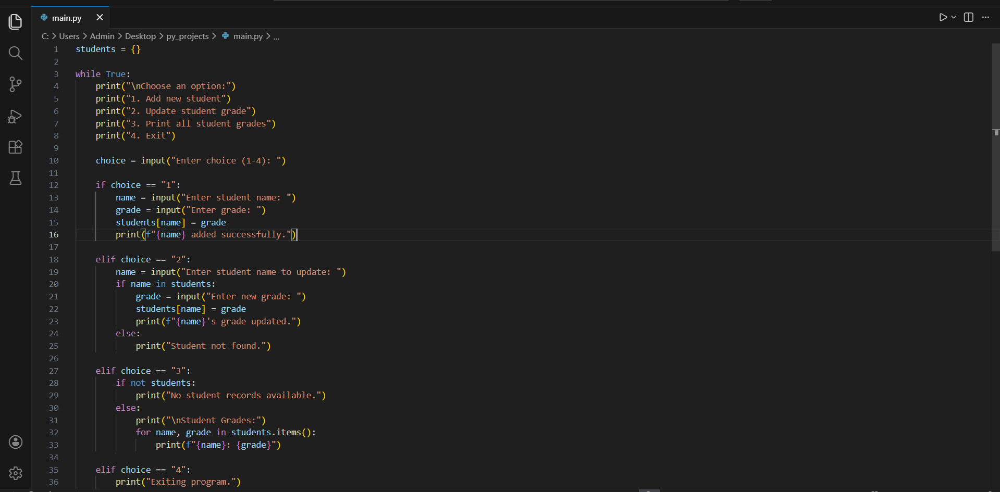 main.py
C: > Users > Admin > Desktop > py_projects > main.py > ...
1 students = {}
2
3 while True:
4     print("\nChoose an option:")
5     print("1. Add new student")
6     print("2. Update student grade")
7     print("3. Print all student grades")
8     print("4. Exit")
9
10     choice = input("Enter choice (1-4): ")
11
12     if choice == "1":
13         name = input("Enter student name: ")
14         grade = input("Enter grade: ")
15         students[name] = grade
16         print(f"{name} added successfully.")
17
18     elif choice == "2":
19         name = input("Enter student name to update: ")
20         if name in students:
21             grade = input("Enter new grade: ")
22             students[name] = grade
23             print(f"{name}'s grade updated.")
24         else:
25             print("Student not found.")
26
27     elif choice == "3":
28         if not students:
29             print("No student records available.")
30         else:
31             print("\nStudent Grades:")
32             for name, grade in students.items():
33                 print(f"{name}: {grade}")
34
35     elif choice == "4":
36         print("Exiting program.")